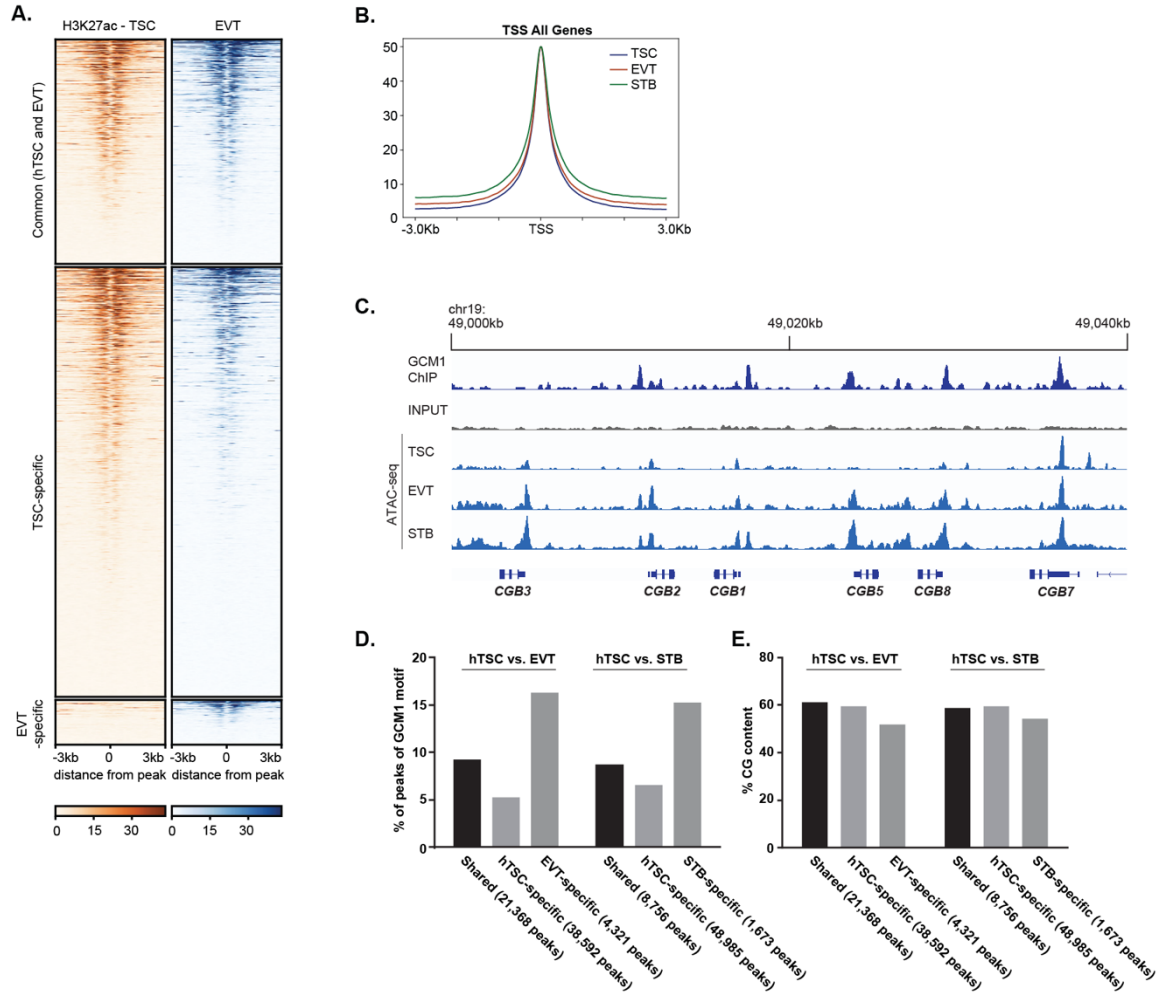 A.
H3K27ac - TSC
EVT
Common (hTSC and EVT)
TSC-specific
EVT
-specific
-3kb 0 3kb
distance from peak
-3kb 0 3kb
distance from peak
0 15 30
0 15 30
B.
TSS All Genes
50
40
30
20
10
0
TSC
EVT
STB
-3.0Kb TSS 3.0Kb
C.
chr19:
49,000kb 49,020kb 49,040kb
GCM1
ChIP
INPUT
ATAC-seq
TSC
EVT
STB
CGB3 CGB2 CGB1 CGB5 CGB8 CGB7
D.
hTSC vs. EVT hTSC vs. STB
% of peaks of GCM1 motif
20
15
10
5
0
Shared (21,368 peaks)
hTSC-specific (38,592 peaks)
EVT-specific (4,321 peaks)
Shared (8,756 peaks)
hTSC-specific (48,985 peaks)
STB-specific (1,673 peaks)
E.
hTSC vs. EVT hTSC vs. STB
% CG content
80
60
40
20
0
Shared (21,368 peaks)
hTSC-specific (38,592 peaks)
EVT-specific (4,321 peaks)
Shared (8,756 peaks)
hTSC-specific (48,985 peaks)
STB-specific (1,673 peaks)